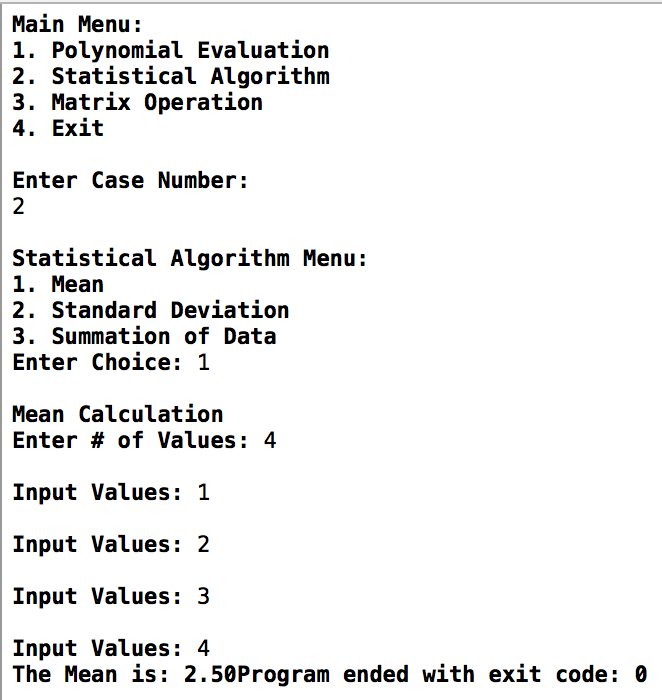 Main Menu:
1. Polynomial Evaluation
2. Statistical Algorithm
3. Matrix Operation
4. Exit
Enter Case Number:
2
Statistical Algorithm Menu:
1. Mean
2. Standard Deviation
3. Summation of Data
Enter Choice: 1
Mean Calculation
Enter # of Values: 4
Input Values: 1
Input Values: 2
Input Values: 3
Input Values: 4
The Mean is: 2.50Program ended with exit code: 0